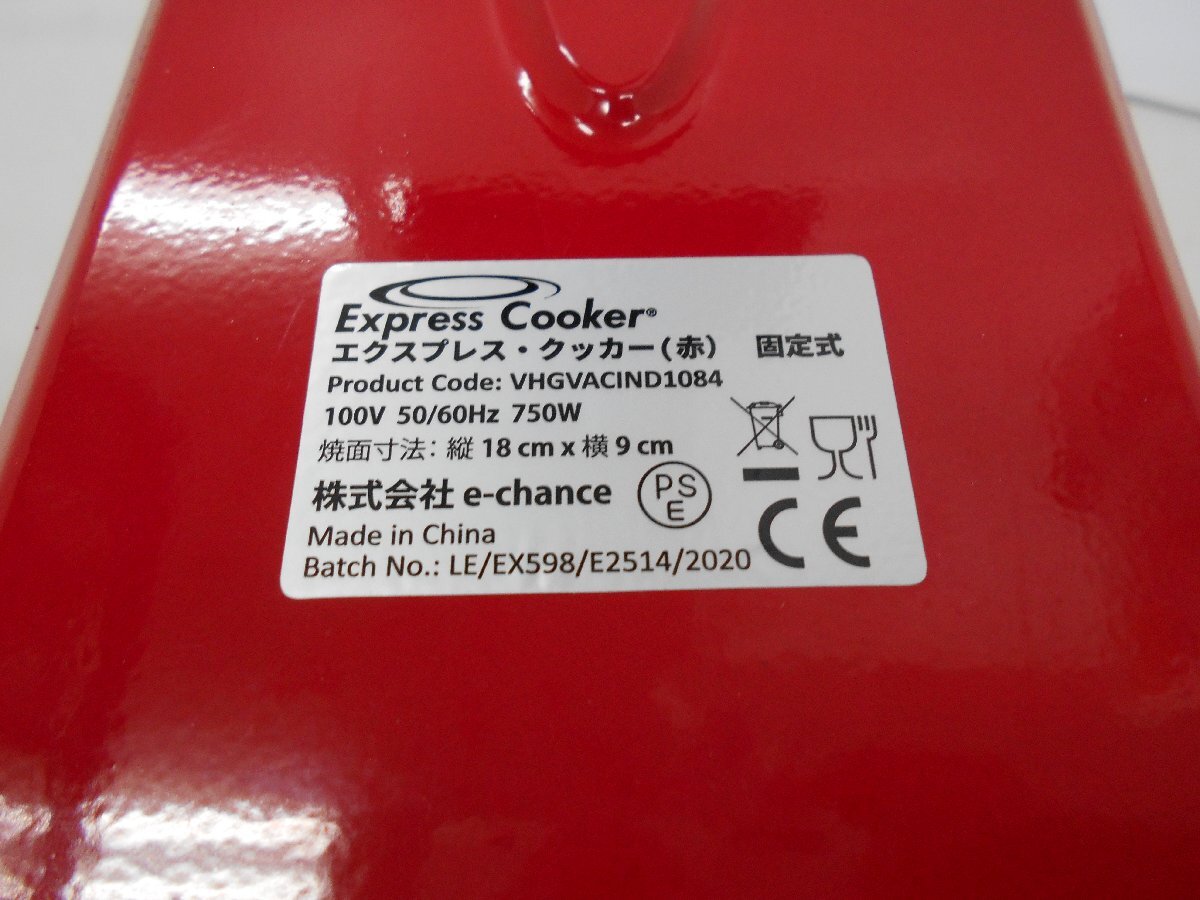 Express Cooker®
エクスプレス・クッカー(赤) 固定式
Product Code: VHGVACIND1084
100V 50/60Hz 750W
焼面寸法: 縦 18 cm x 横 9 cm
株式会社 e-chance PSE
Made in China
Batch No.: LE/EX598/E2514/2020
CE